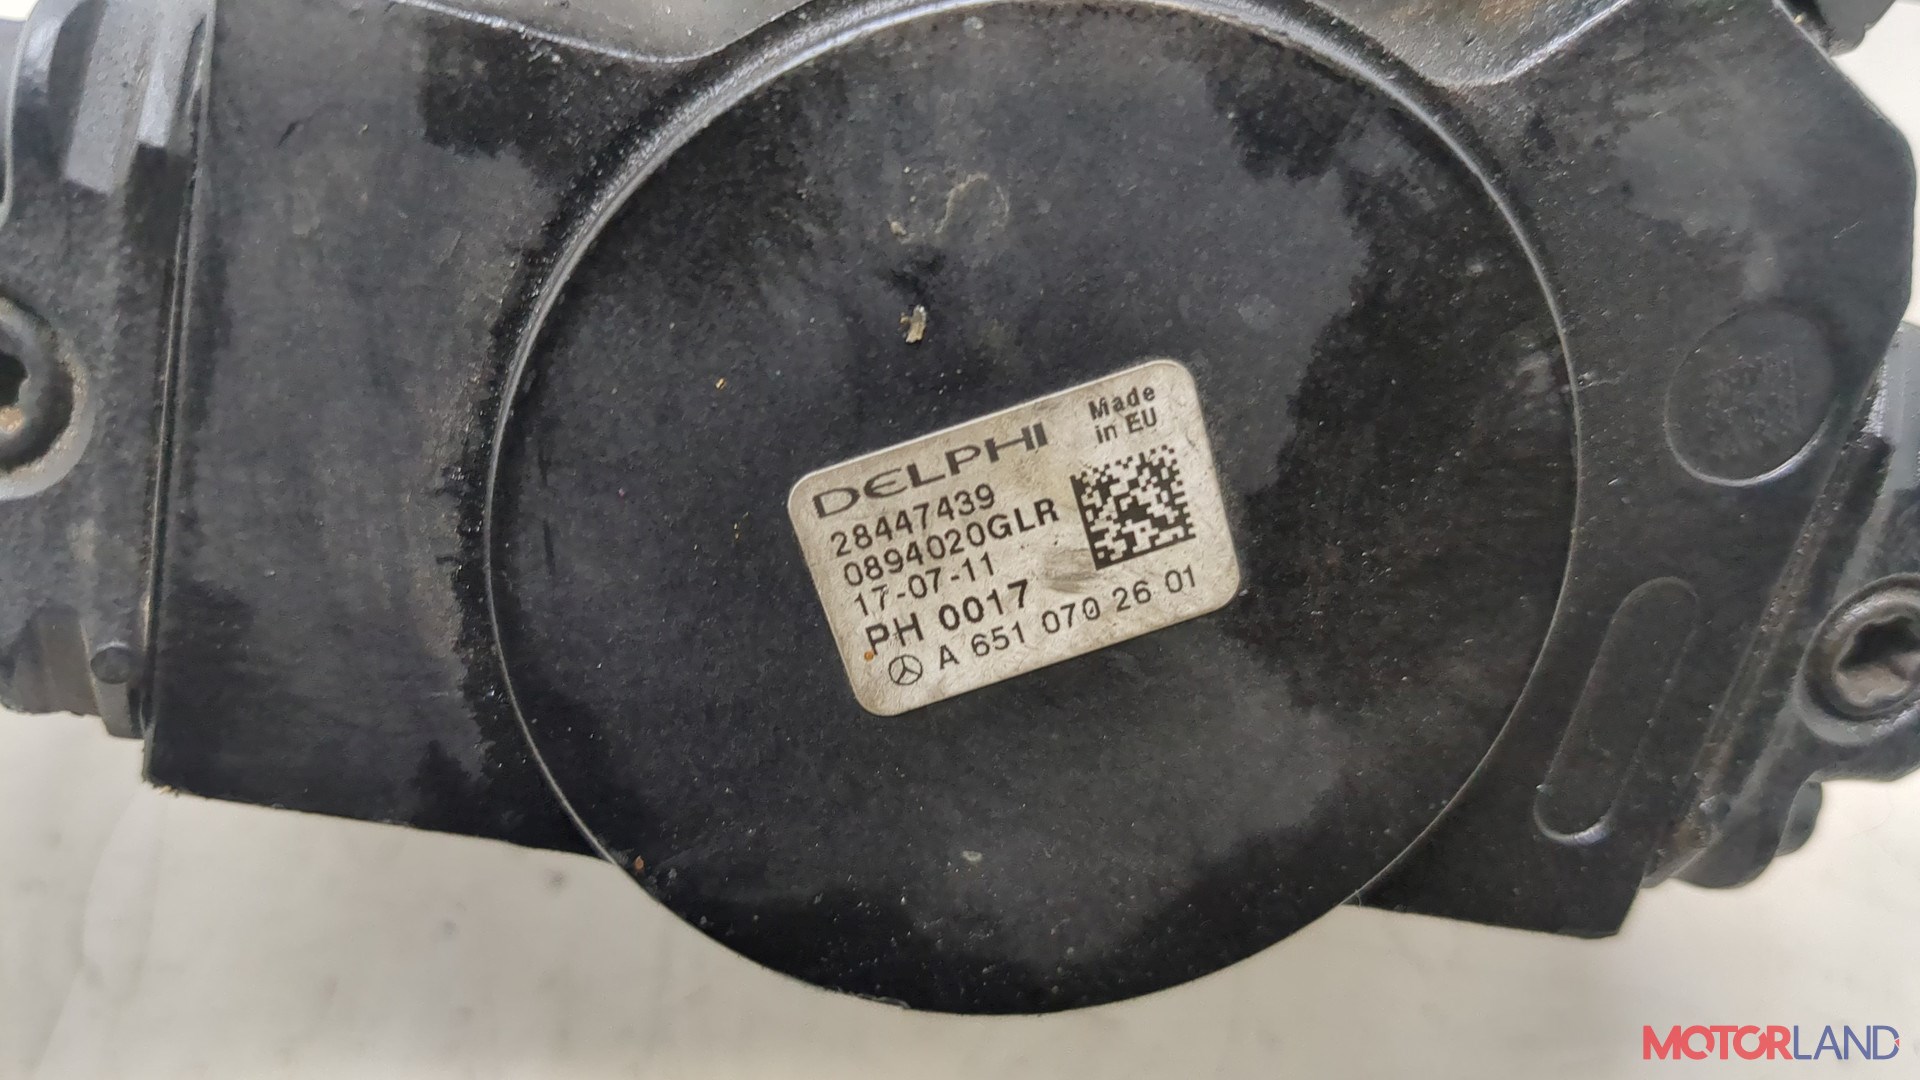 DELPHI
Made
in EU
28447439
0894020GLR
17-07-11
PH 0017
A 651 070 26 01
MOTORLAND